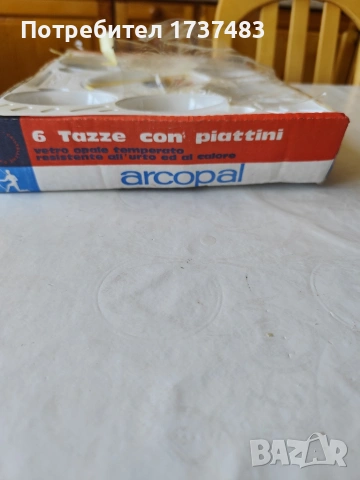 Потребител 1737483
6 Tazze con piattini
vetro opale temperato
resistente all'urto ed al calore
arcopal
BAZAR